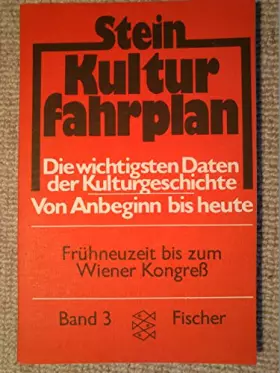 Stein
Kultur
fahrplan
Die wichtigsten Daten
der Kulturgeschichte
Von Anbeginn bis heute
Frühneuzeit bis zum
Wiener Kongreß
Band 3 Fischer